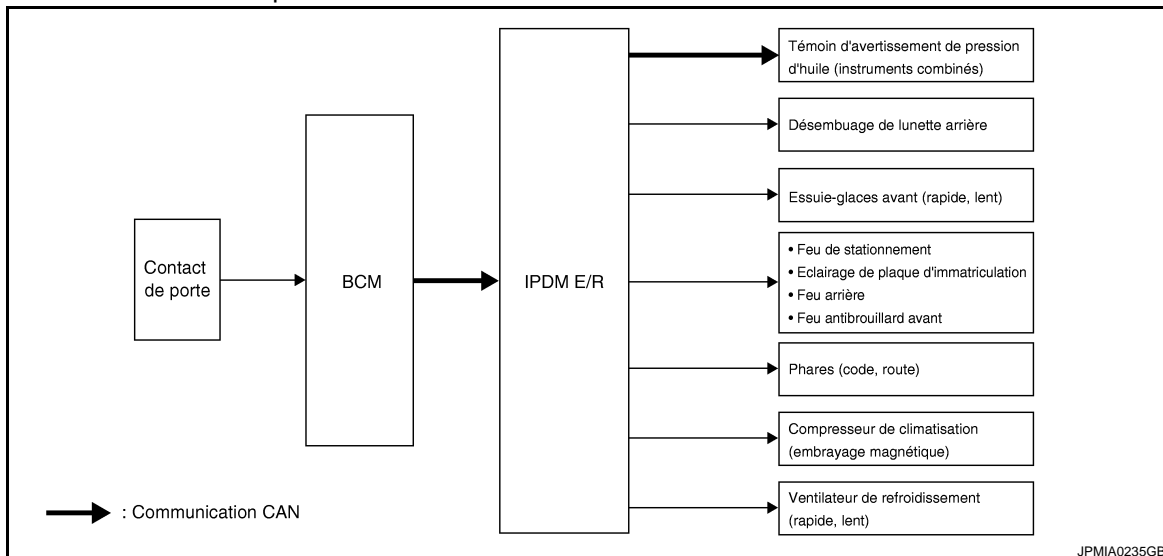 Témoin d'avertissement de pression
d'huile (instruments combinés)
Désembuage de lunette arrière
Essuie-glaces avant (rapide, lent)
Contact
de porte
BCM
IPDM E/R
• Feu de stationnement
• Eclairage de plaque d'immatriculation
• Feu arrière
• Feu antibrouillard avant
Phares (code, route)
Compresseur de climatisation
(embrayage magnétique)
Ventilateur de refroidissement
(rapide, lent)
: Communication CAN
JPMIA0235GB